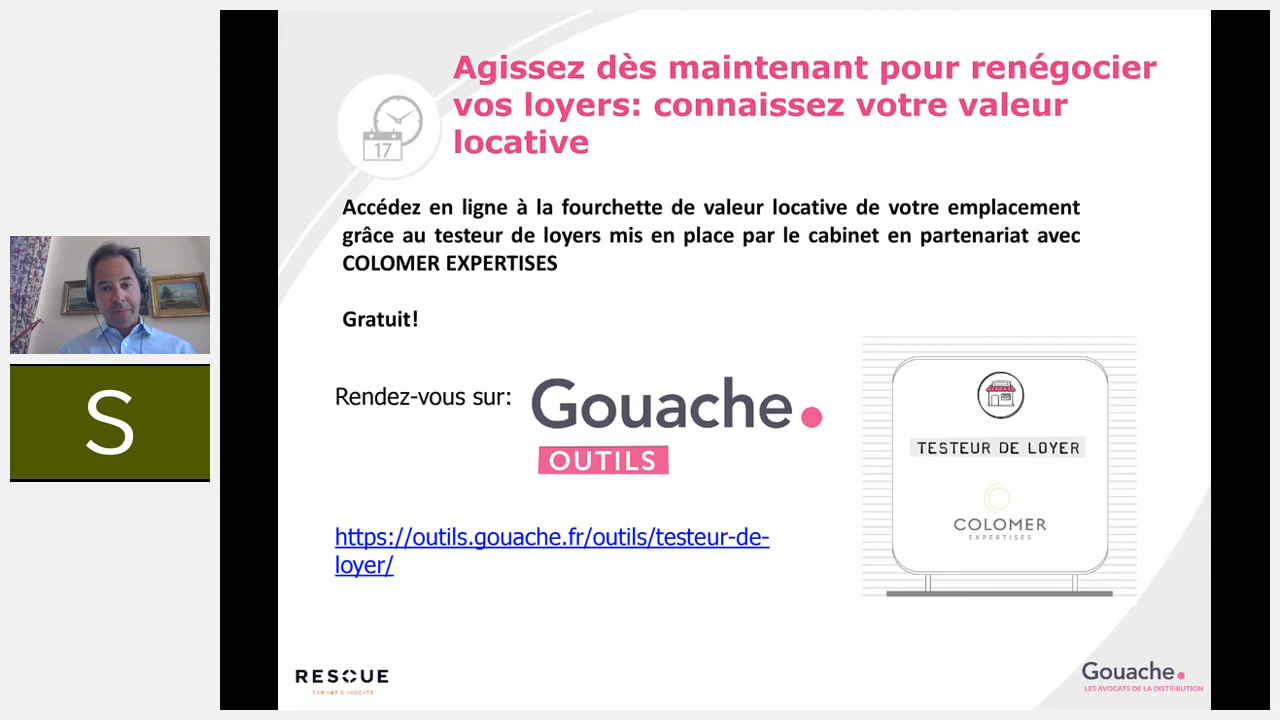 Agissez dès maintenant pour renégocier
vos loyers: connaissez votre valeur
locative
17
Accédez en ligne à la fourchette de valeur locative de votre emplacement
grâce au testeur de loyers mis en place par le cabinet en partenariat avec
COLOMER EXPERTISES
Gratuit!
Rendez-vous sur:
Gouache.
OUTILS
https://outils.gouache.fr/outils/testeur-de-
loyer/
TESTEUR DE LOYER
COLOMER
EXPERTISES
S
RESCUE
CABINET D'AVOCATS
Gouache.
LES AVOCATS DE LA DISTRIBUTION